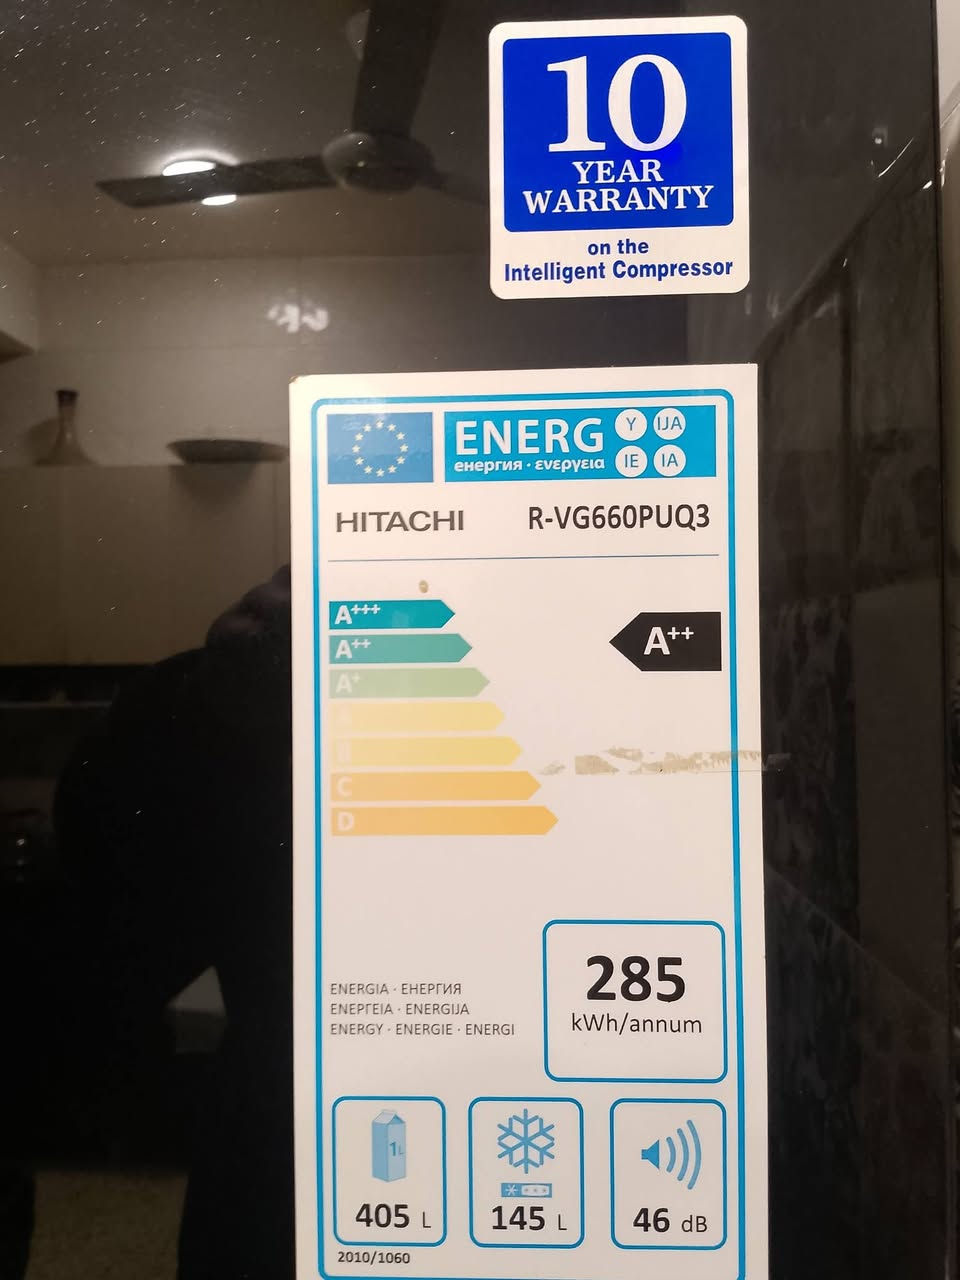 10
YEAR
WARRANTY
on the
Intelligent Compressor
ENERG Y IJA
енергия · ενεργεια IE IA
HITACHI R-VG660PUQ3
A+++
A++ A++
A+
A
B
C
D
285
kWh/annum
ENERGIA · ЕНЕРГИЯ
ΕΝΕΡΓΕΙΑ · ENERGIJA
ENERGY · ENERGIE · ENERGI
1L
405 L 145 L 46 dB
2010/1060